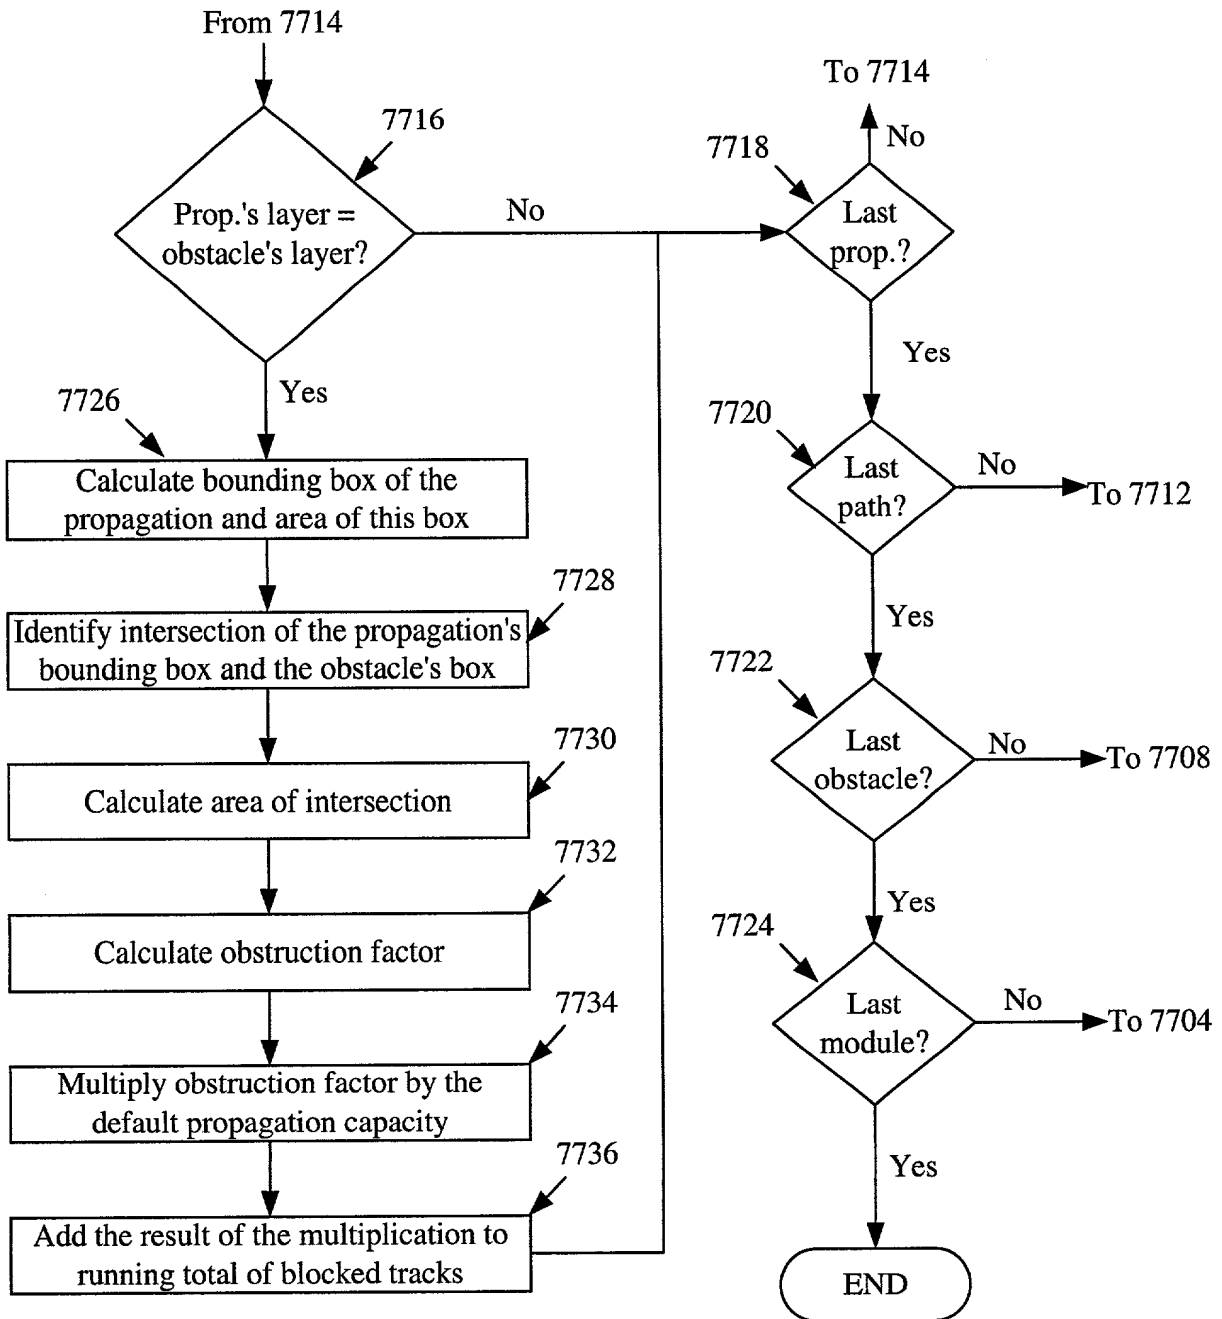 From 7714
7716
Prop.'s layer =
obstacle's layer?
No
Yes
7726
Calculate bounding box of the
propagation and area of this box
7728
Identify intersection of the propagation's
bounding box and the obstacle's box
7730
Calculate area of intersection
7732
Calculate obstruction factor
7734
Multiply obstruction factor by the
default propagation capacity
7736
Add the result of the multiplication to
running total of blocked tracks
To 7714
No
7718
Last
prop.?
Yes
7720
Last
path?
No
To 7712
Yes
7722
Last
obstacle?
No
To 7708
Yes
7724
Last
module?
No
To 7704
Yes
END